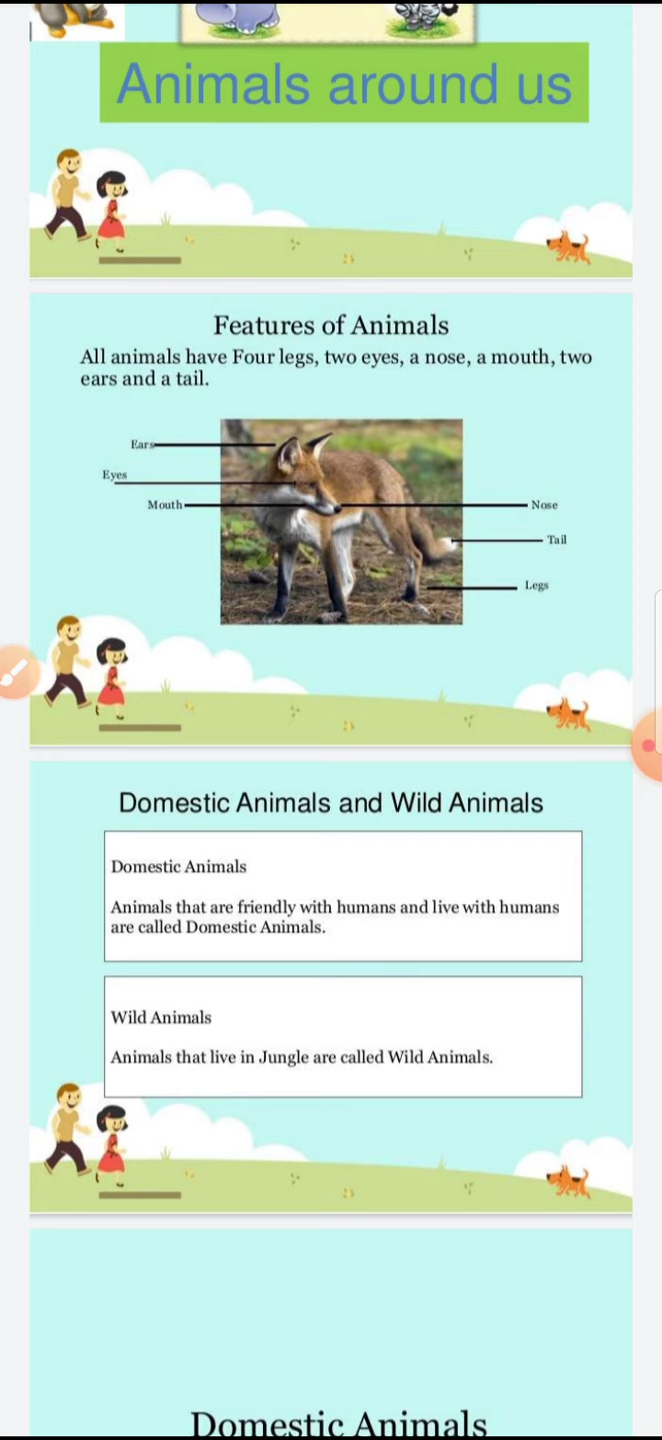 Animals around us
Features of Animals
All animals have Four legs, two eyes, a nose, a mouth, two
ears and a tail.
Ears
Eyes
Mouth
Nose
Tail
Legs
Domestic Animals and Wild Animals
Domestic Animals
Animals that are friendly with humans and live with humans
are called Domestic Animals.
Wild Animals
Animals that live in Jungle are called Wild Animals.
Domestic Animals